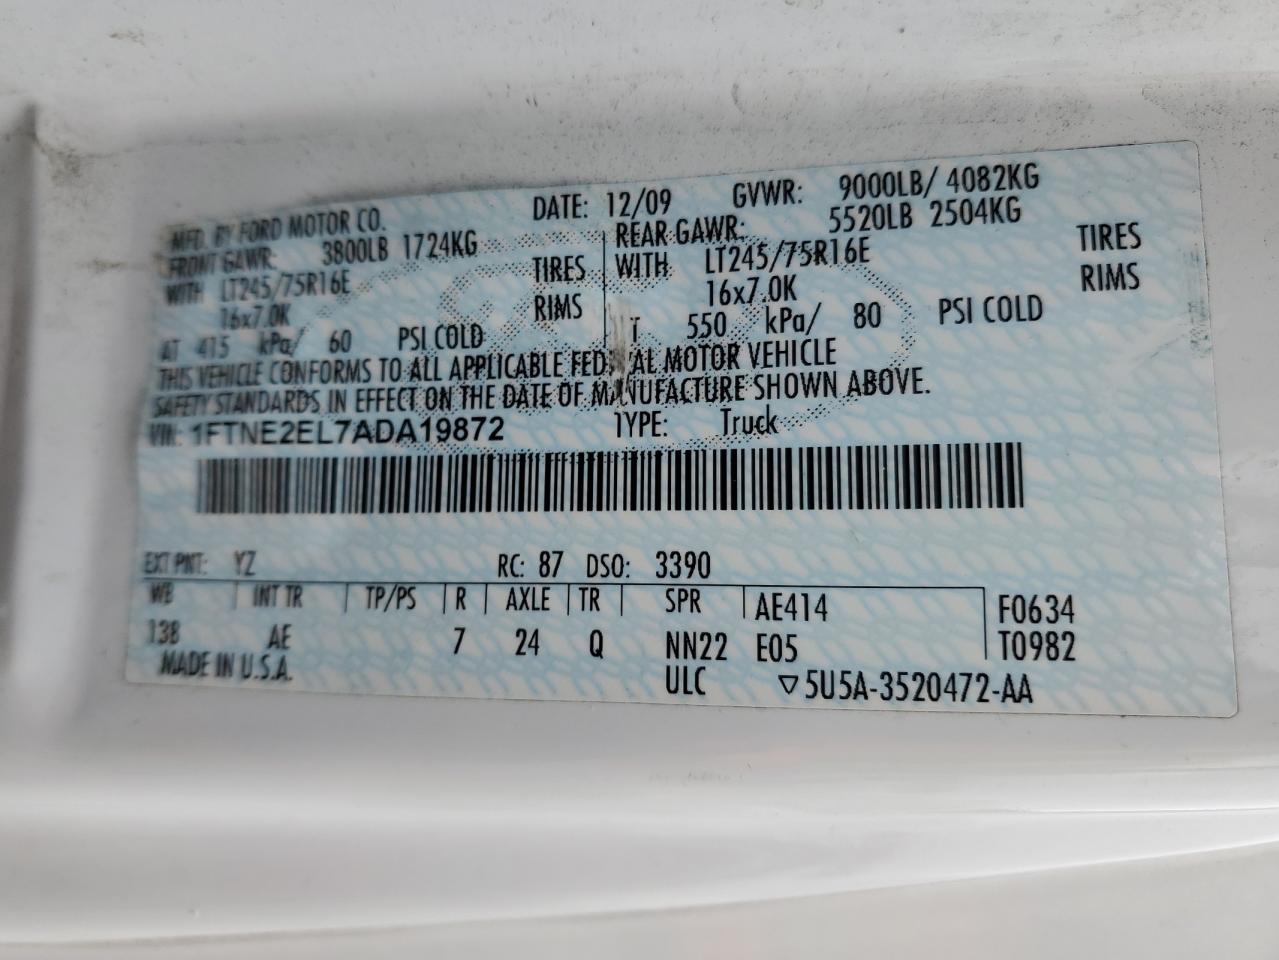 MFD. BY FORD MOTOR CO. DATE: 12/09 GVWR: 9000LB/ 4082KG
FRONT GAWR: 3800LB 1724KG REAR GAWR: 5520LB 2504KG
WITH LT245/75R16E TIRES WITH LT245/75R16E TIRES
16x7.0K RIMS 16x7.0K RIMS
AT 415 kPa/ 60 PSI COLD T 550 kPa/ 80 PSI COLD
THIS VEHICLE CONFORMS TO ALL APPLICABLE FED AL MOTOR VEHICLE
SAFETY STANDARDS IN EFFECT ON THE DATE OF MANUFACTURE SHOWN ABOVE.
VIN: 1FTNE2EL7ADA19872 TYPE: Truck
EXT PNT: YZ RC: 87 DSO: 3390
WB INT TR TP/PS R AXLE TR SPR AE414 F0634
138 AE 7 24 Q NN22 E05 T0982
MADE IN U.S.A. ULC ▽5U5A-3520472-AA